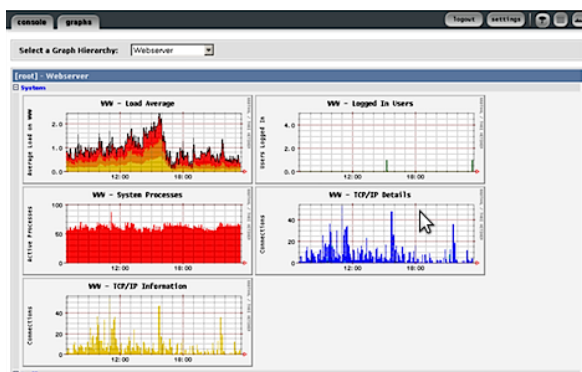 console graphs
logout settings
Select a Graph Hierarchy: Webserver
[root] - Webserver
System
WWW - Load Average
Average Load on WWW
2.0
1.0
0.0
12:00 18:00
WWW - Logged In Users
Users Logged In
4.0
2.0
0.0
12:00 18:00
WWW - System Processes
Active Processes
100
50
0
12:00 18:00
WWW - TCP/IP Details
Connections
40
20
0
12:00 18:00
WWW - TCP/IP Information
Connections
40
20
0
12:00 18:00